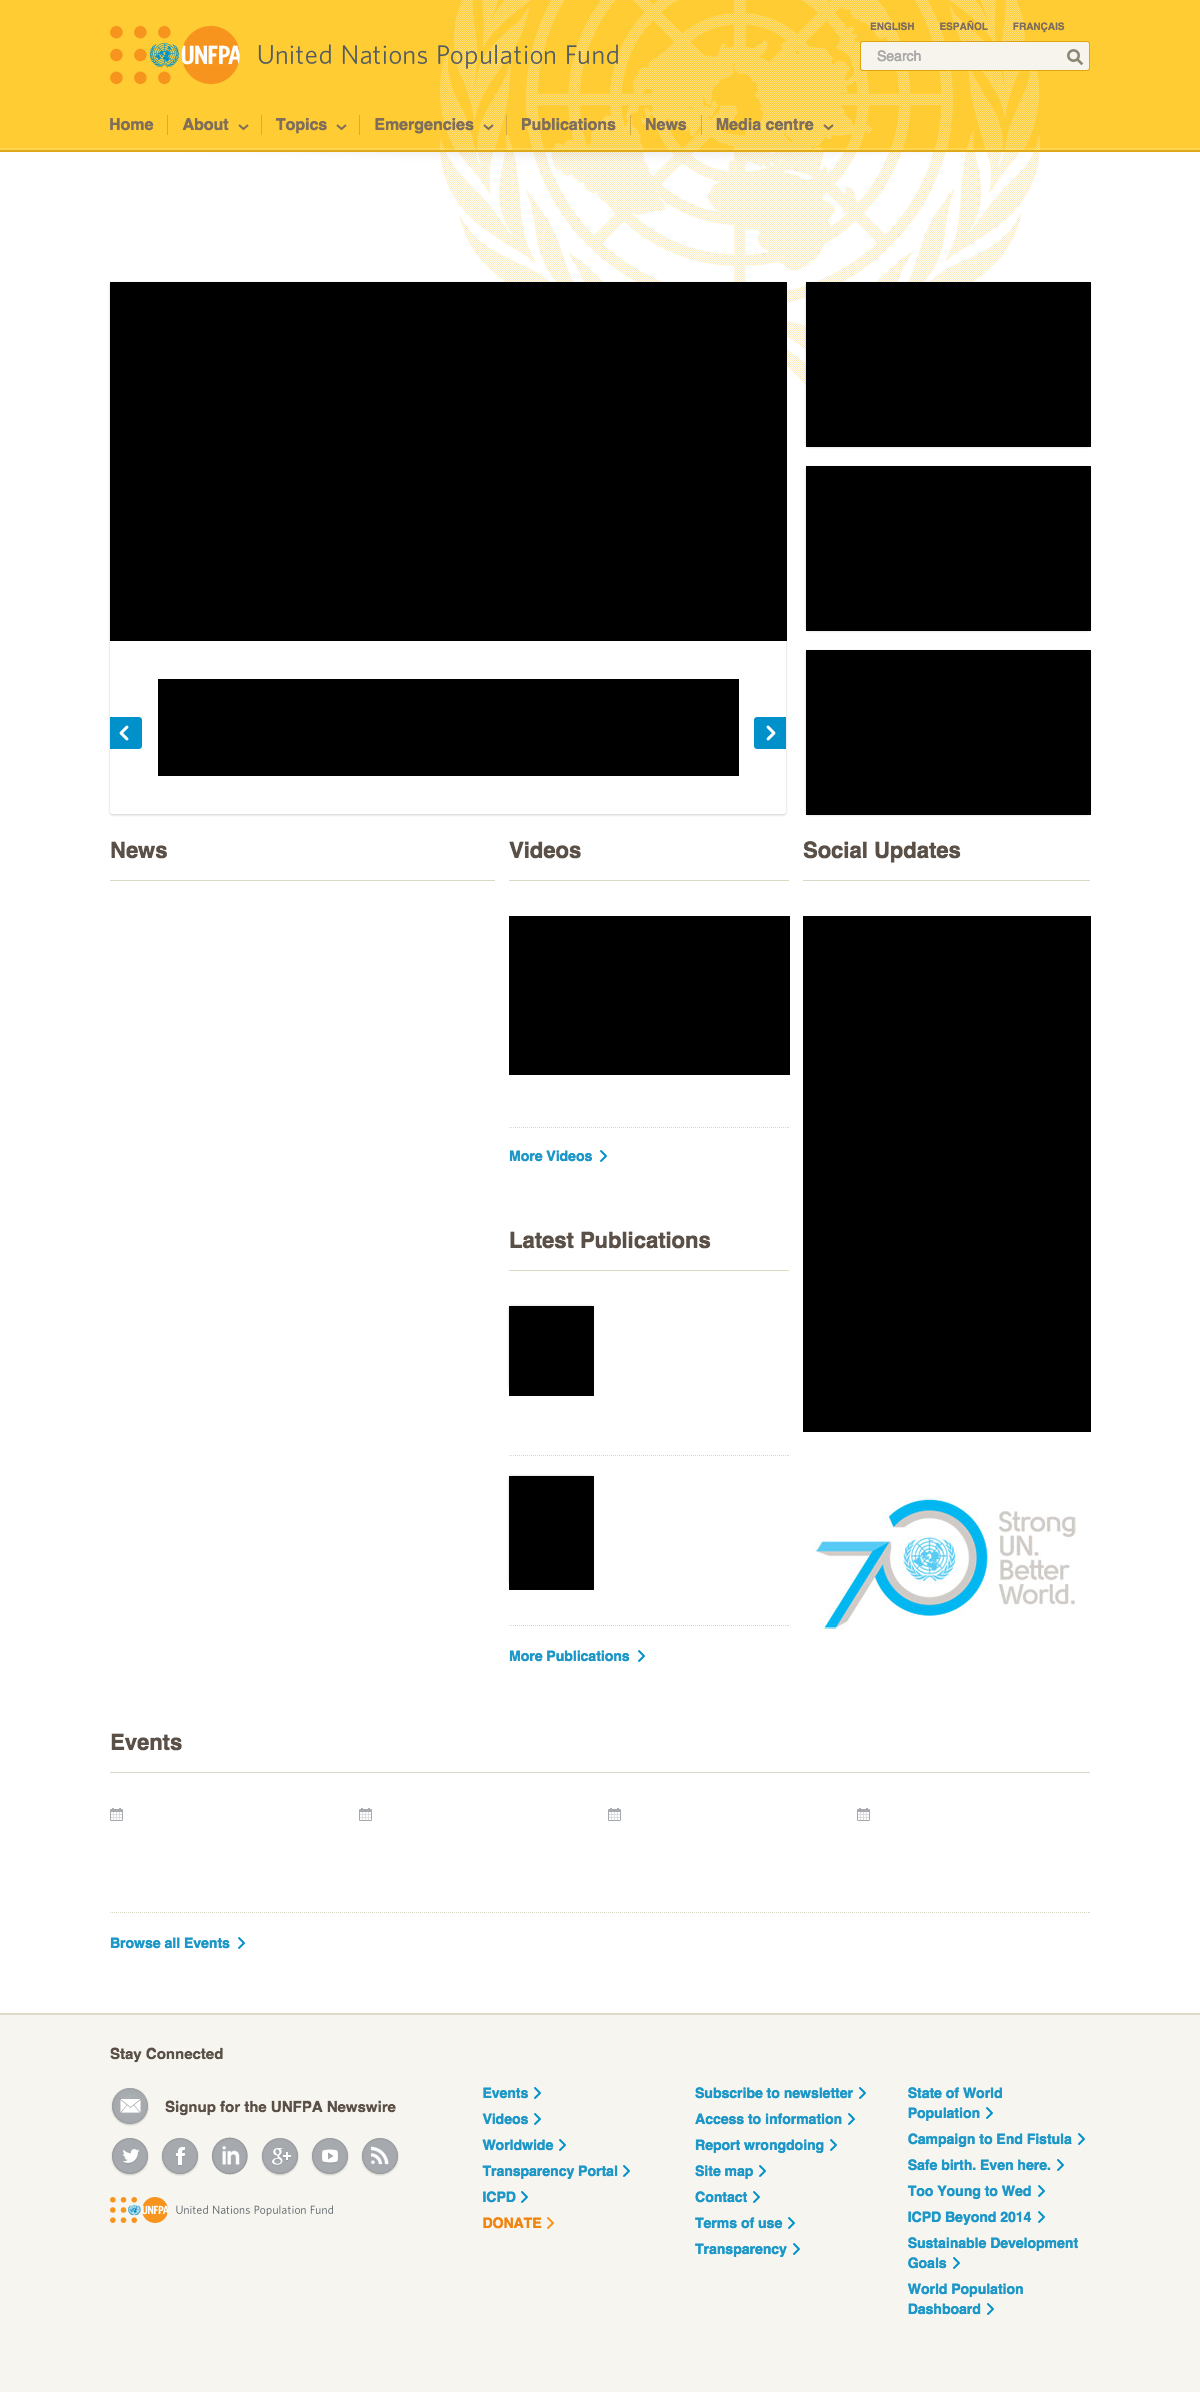 ENGLISH ESPAÑOL FRANÇAIS
UNFPA United Nations Population Fund
Search
Home About Topics Emergencies Publications News Media centre
News
Videos
Social Updates
More Videos
Latest Publications
Strong
UN.
Better
World.
70
More Publications
Events
Browse all Events
Stay Connected
Signup for the UNFPA Newswire
UNFPA United Nations Population Fund
Events
Videos
Worldwide
Transparency Portal
ICPD
DONATE
Subscribe to newsletter
Access to information
Report wrongdoing
Site map
Contact
Terms of use
Transparency
State of World
Population
Campaign to End Fistula
Safe birth. Even here.
Too Young to Wed
ICPD Beyond 2014
Sustainable Development
Goals
World Population
Dashboard